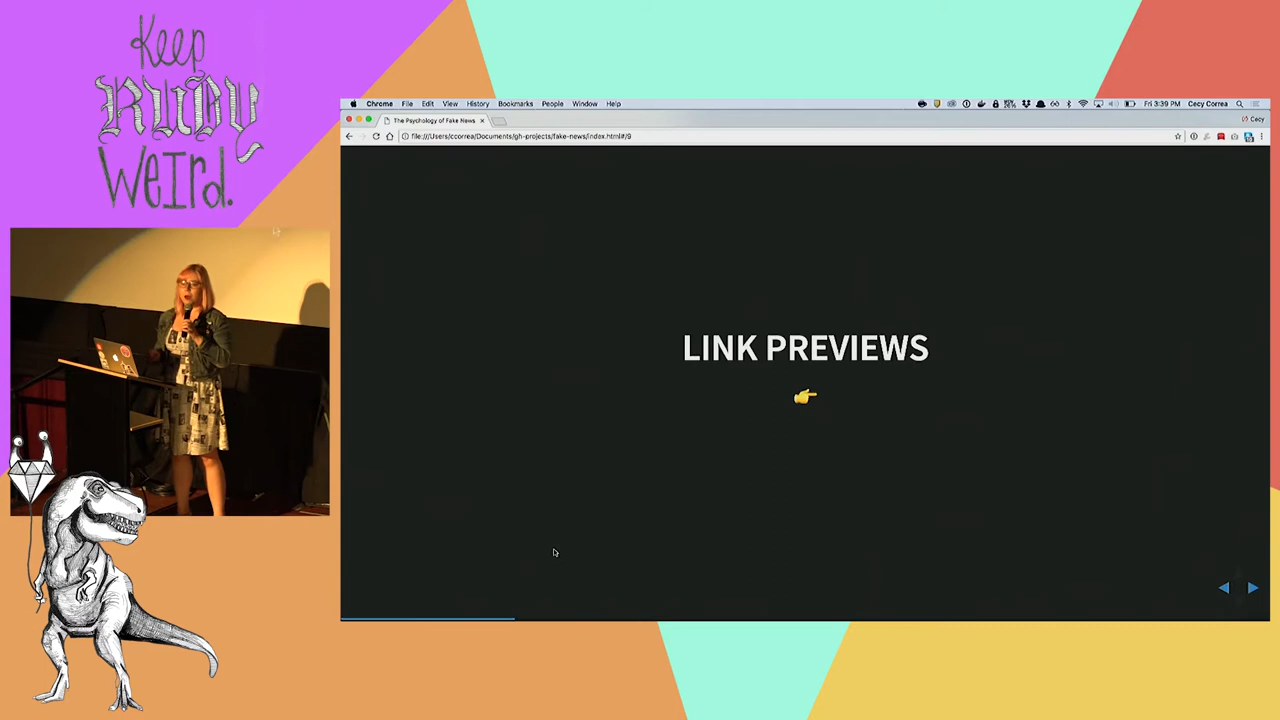 Keep
RUBY
WeIrd.
Chrome File Edit View History Bookmarks People Window Help
Fri 3:39 PM Cecy Correa
The Psychology of Fake News
Cecy
file:///Users/ccorrea/Documents/gh-projects/fake-news/index.html#/9
LINK PREVIEWS